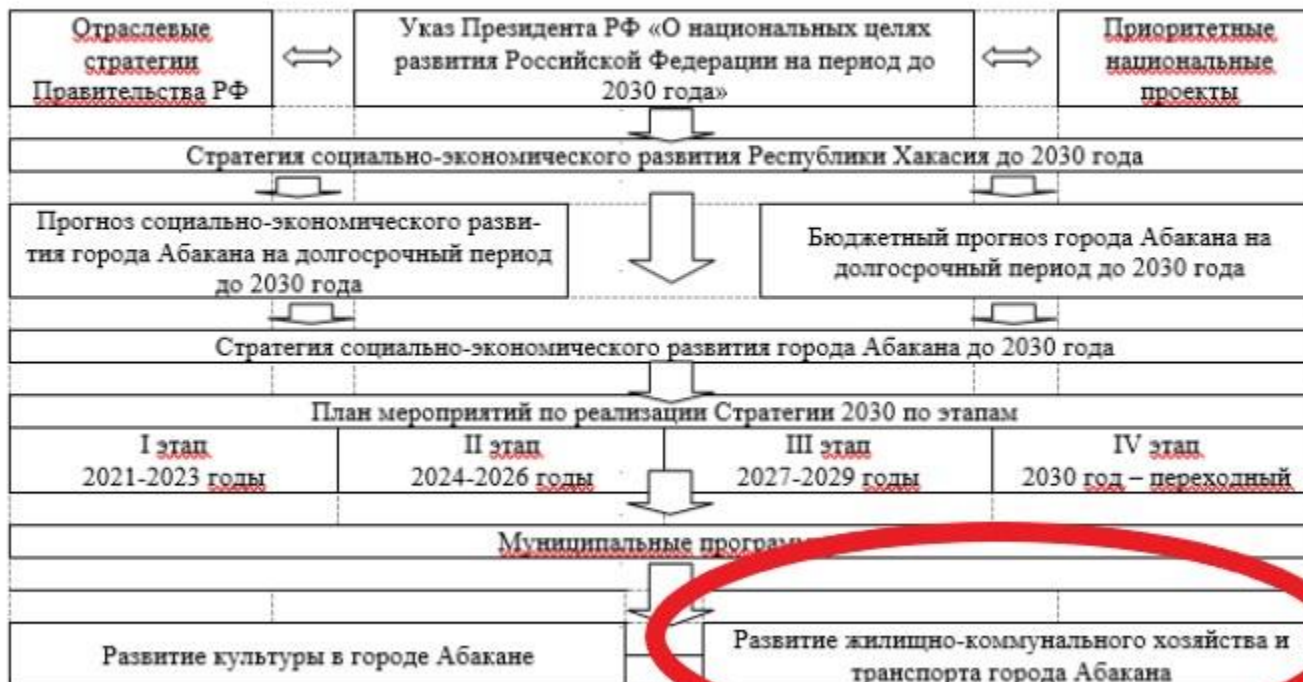 Отраслевые
стратегии
Правительства РФ
Указ Президента РФ «О национальных целях
развития Российской Федерации на период до
2030 года»
Приоритетные
национальные
проекты
Стратегия социально-экономического развития Республики Хакасия до 2030 года
Прогноз социально-экономического разви-
тия города Абакана на долгосрочный период
до 2030 года
Бюджетный прогноз города Абакана на
долгосрочный период до 2030 года
Стратегия социально-экономического развития города Абакана до 2030 года
План мероприятий по реализации Стратегии 2030 по этапам
I этап
2021-2023 годы
II этап
2024-2026 годы
III этап
2027-2029 годы
IV этап
2030 год – переходный
Муниципальные
Развитие культуры в городе Абакане
Развитие жилищно-коммунального хозяйства и
транспорта города Абакана